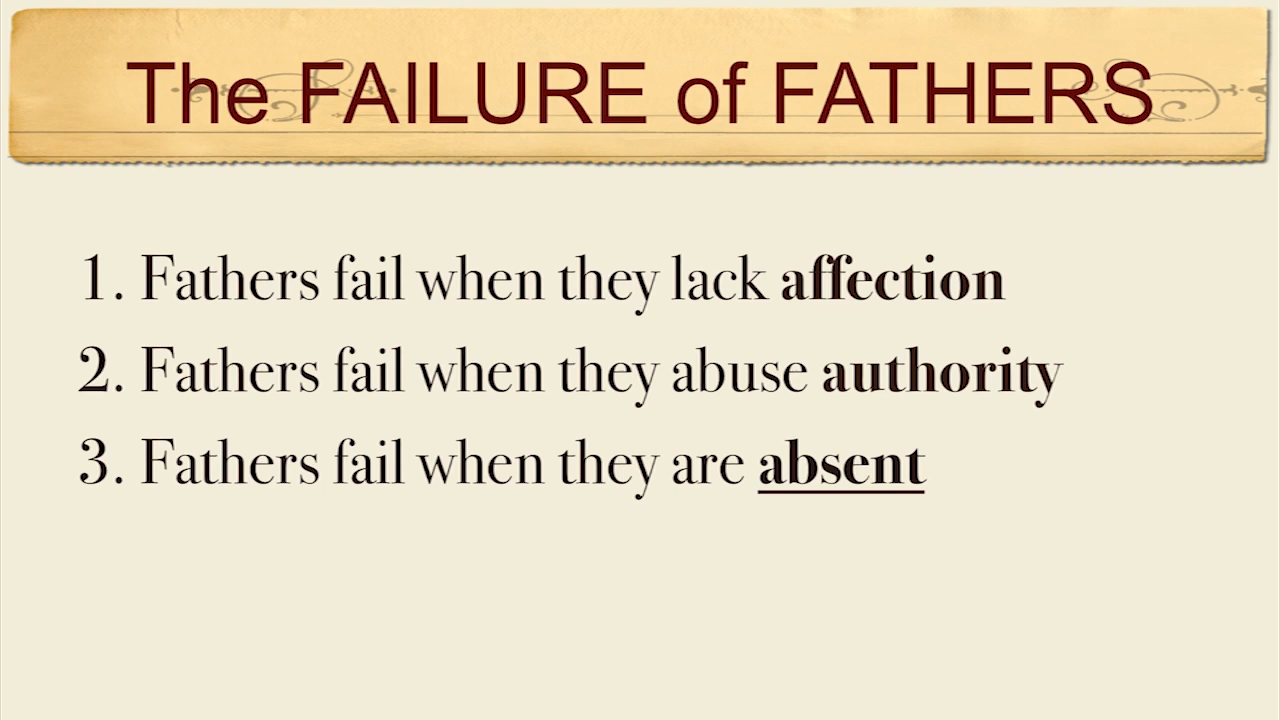 The FAILURE of FATHERS
1. Fathers fail when they lack affection
2. Fathers fail when they abuse authority
3. Fathers fail when they are absent